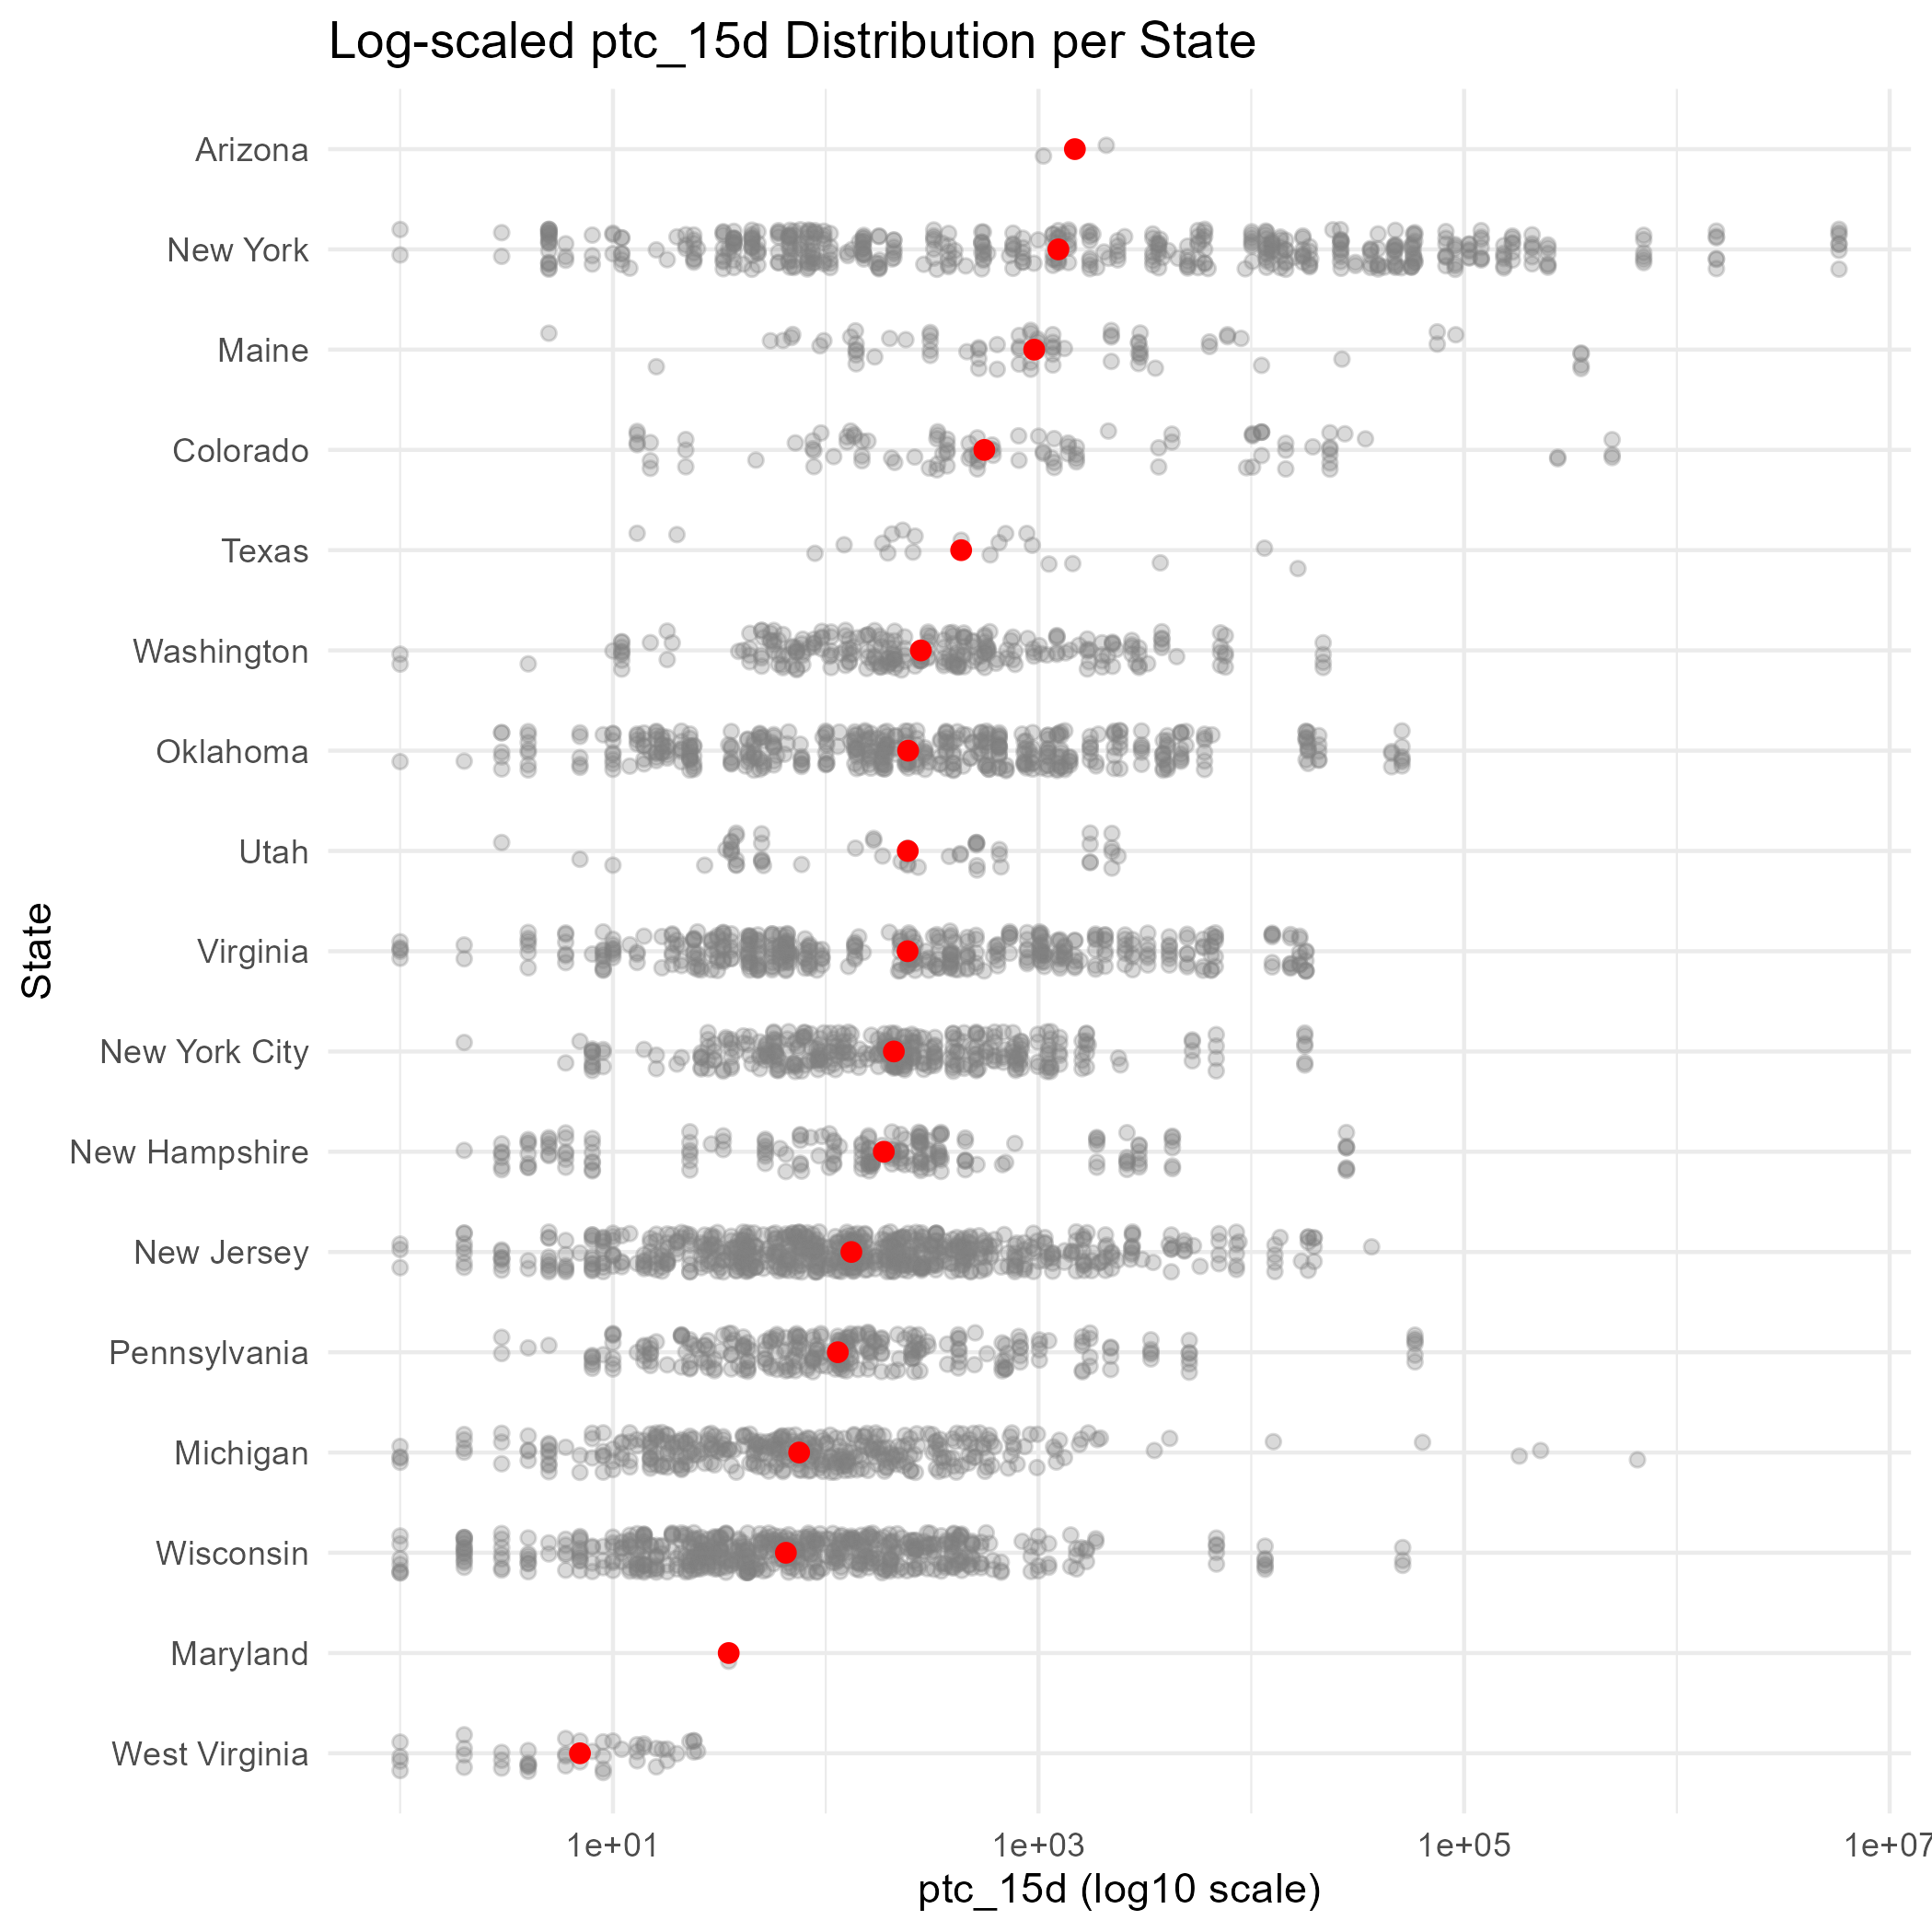 Log-scaled ptc_15d Distribution per State
Arizona
New York
Maine
Colorado
Texas
Washington
Oklahoma
Utah
Virginia
New York City
New Hampshire
New Jersey
Pennsylvania
Michigan
Wisconsin
Maryland
West Virginia
State
1e+01
1e+03
1e+05
1e+07
ptc_15d (log10 scale)